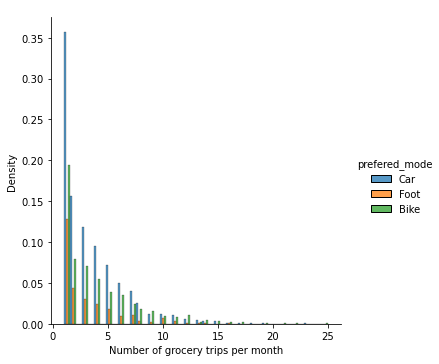 0.35
0.30
0.25
0.20
0.15
0.10
0.05
0.00
Density
0 5 10 15 20 25
Number of grocery trips per month
prefered_mode
Car
Foot
Bike